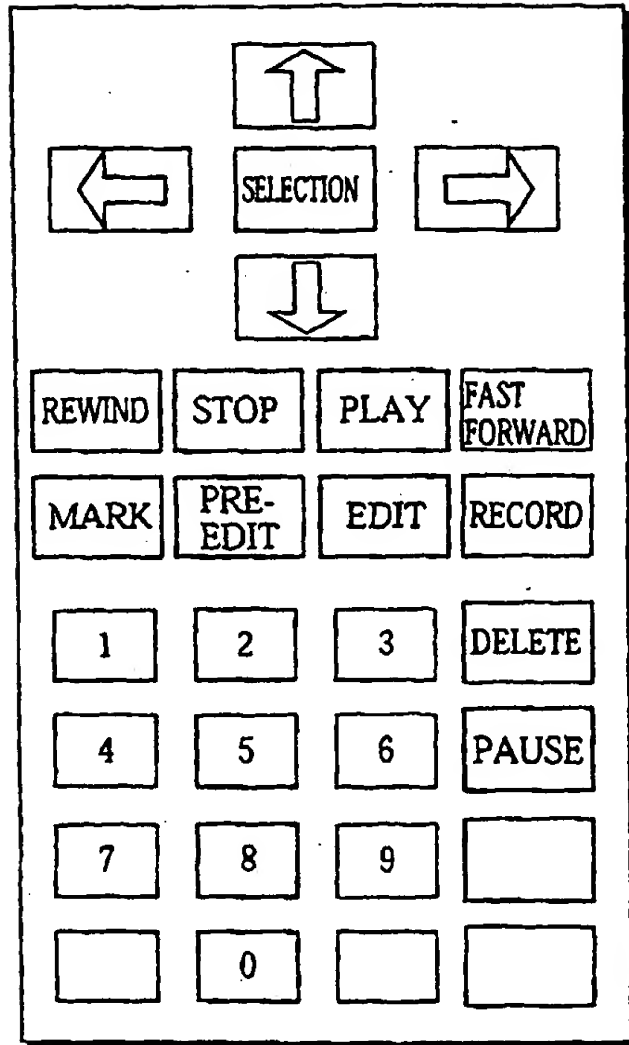 SELECTION
REWIND
STOP
PLAY
FAST
FORWARD
MARK
PRE-
EDIT
EDIT
RECORD
1
2
3
DELETE
4
5
6
PAUSE
7
8
9
0